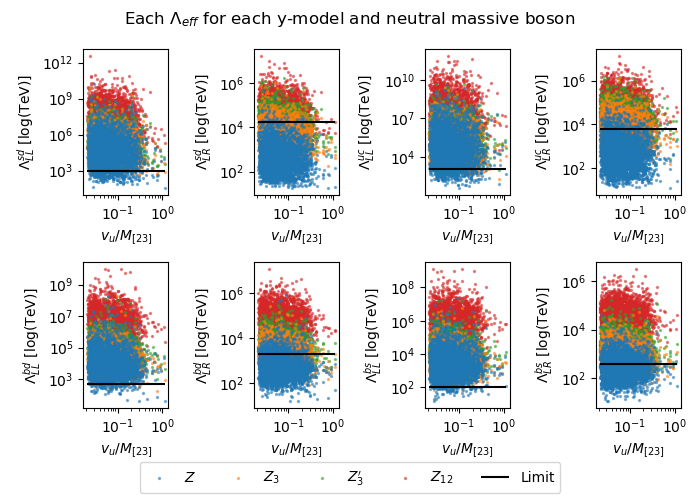 Each Λ_eff for each y-model and neutral massive boson
Λ^sd_LL [log(TeV)]
10^12
10^9
10^6
10^3
10^−1 10^0
v_u/M_[23]
Λ^sd_LR [log(TeV)]
10^6
10^4
10^2
10^−1 10^0
v_u/M_[23]
Λ^uc_LL [log(TeV)]
10^10
10^7
10^4
10^−1 10^0
v_u/M_[23]
Λ^uc_LR [log(TeV)]
10^6
10^4
10^2
10^−1 10^0
v_u/M_[23]
Λ^bd_LL [log(TeV)]
10^9
10^7
10^5
10^3
10^−1 10^0
v_u/M_[23]
Λ^bd_LR [log(TeV)]
10^6
10^4
10^2
10^−1 10^0
v_u/M_[23]
Λ^bs_LL [log(TeV)]
10^8
10^6
10^4
10^2
10^−1 10^0
v_u/M_[23]
Λ^bs_LR [log(TeV)]
10^6
10^4
10^2
10^−1 10^0
v_u/M_[23]
Z Z_3 Z′_3 Z_12 Limit